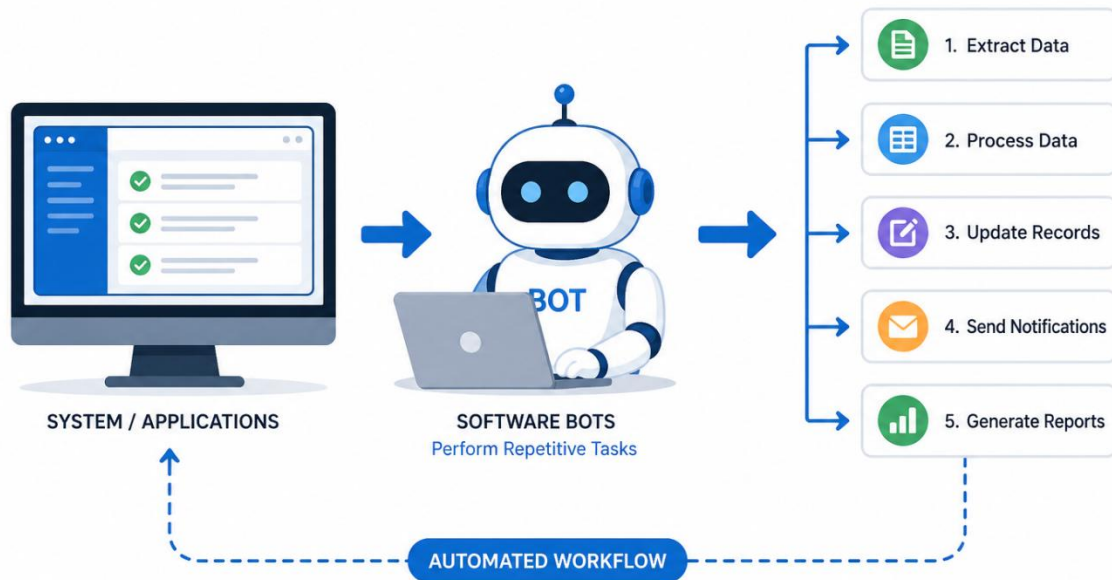 1. Extract Data
2. Process Data
3. Update Records
BOT
4. Send Notifications
SYSTEM / APPLICATIONS
SOFTWARE BOTS
Perform Repetitive Tasks
5. Generate Reports
AUTOMATED WORKFLOW